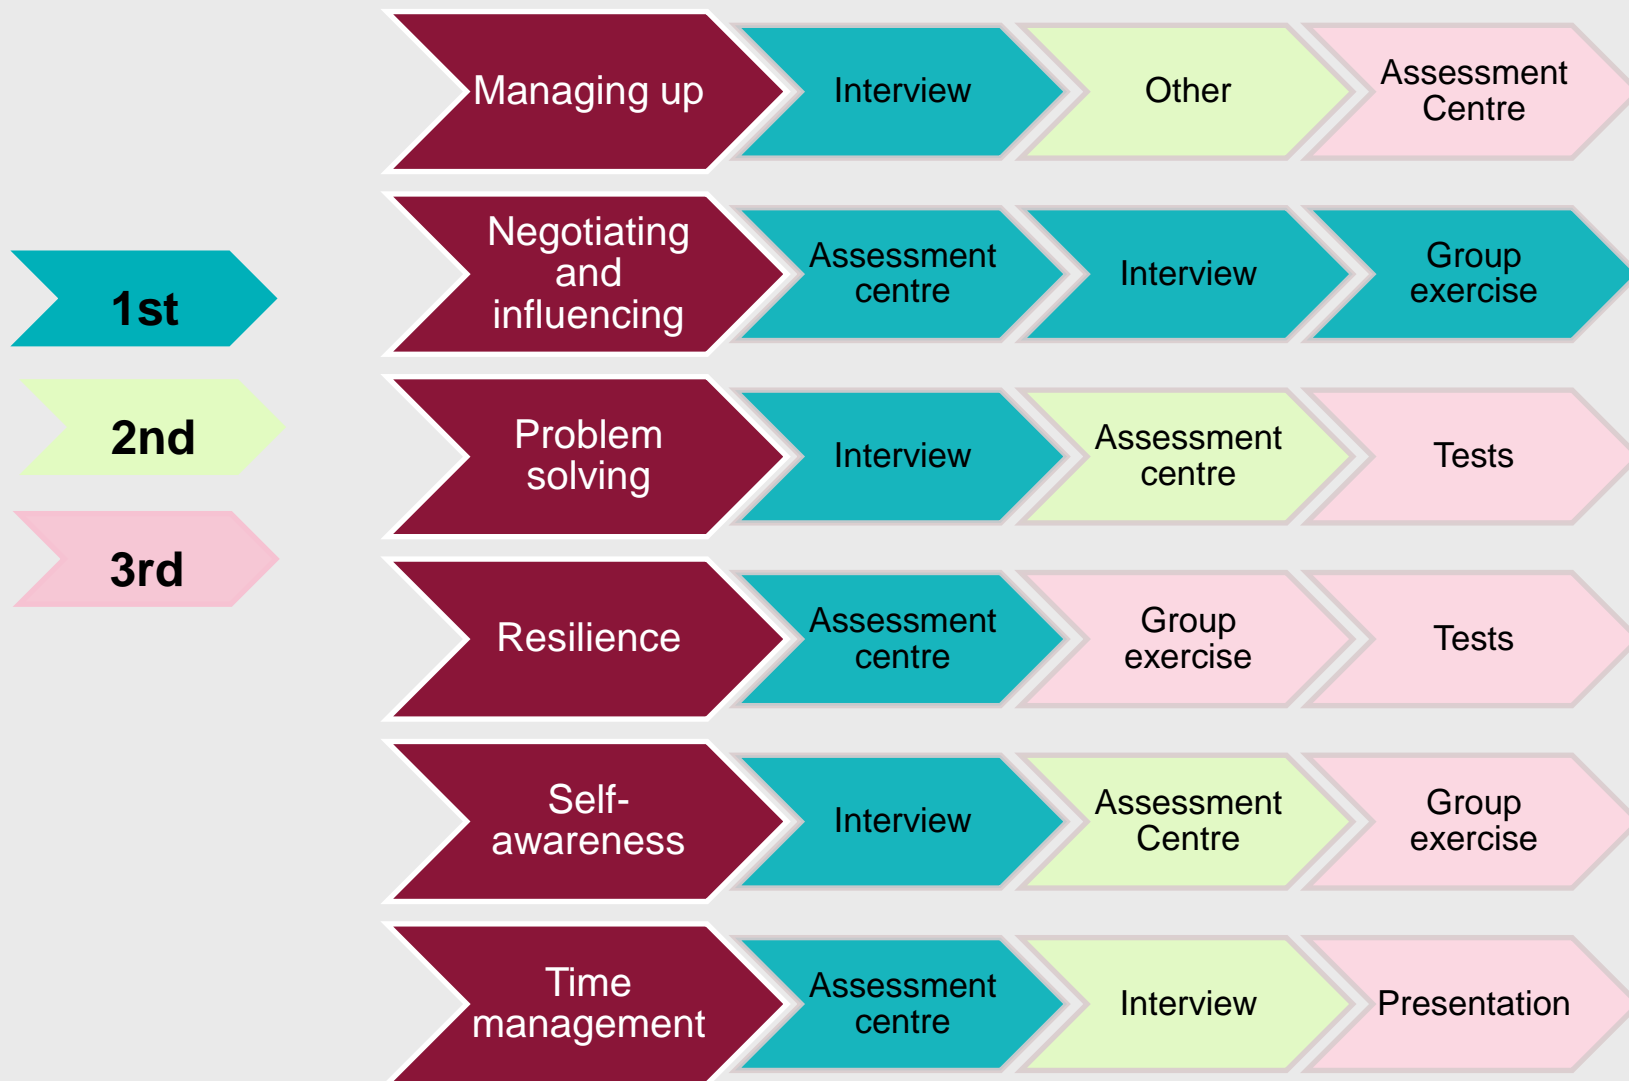 Managing up
Interview
Other
Assessment
Centre
Negotiating
and
influencing
Assessment
centre
Interview
Group
exercise
1st
2nd
3rd
Problem
solving
Interview
Assessment
centre
Tests
Resilience
Assessment
centre
Group
exercise
Tests
Self-
awareness
Interview
Assessment
Centre
Group
exercise
Time
management
Assessment
centre
Interview
Presentation